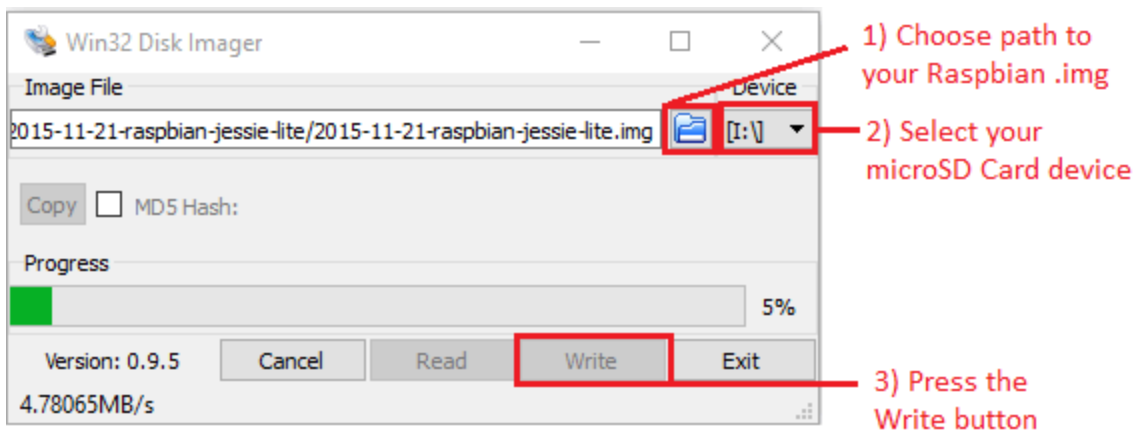 Win32 Disk Imager
1) Choose path to
your Raspbian .img
Image File
Device
2015-11-21-raspbian-jessie-lite/2015-11-21-raspbian-jessie-lite.img
[I:\]
2) Select your
microSD Card device
Copy
MD5 Hash:
Progress
5%
Version: 0.9.5
Cancel
Read
Write
Exit
3) Press the
Write button
4.78065MB/s